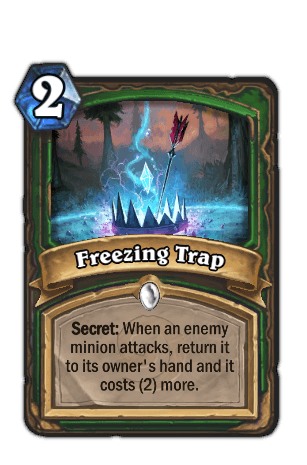 2
Freezing Trap
Secret: When an enemy
minion attacks, return it
to its owner's hand and it
costs (2) more.